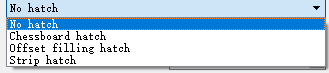 No hatch
No hatch
Chessboard hatch
Offset filling hatch
Strip hatch